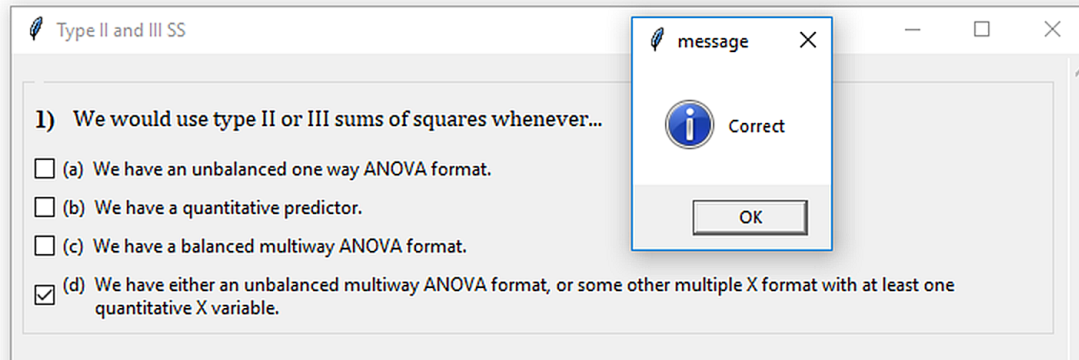 Type II and III SS
message
Correct
OK
1) We would use type II or III sums of squares whenever...
(a) We have an unbalanced one way ANOVA format.
(b) We have a quantitative predictor.
(c) We have a balanced multiway ANOVA format.
(d) We have either an unbalanced multiway ANOVA format, or some other multiple X format with at least one
quantitative X variable.